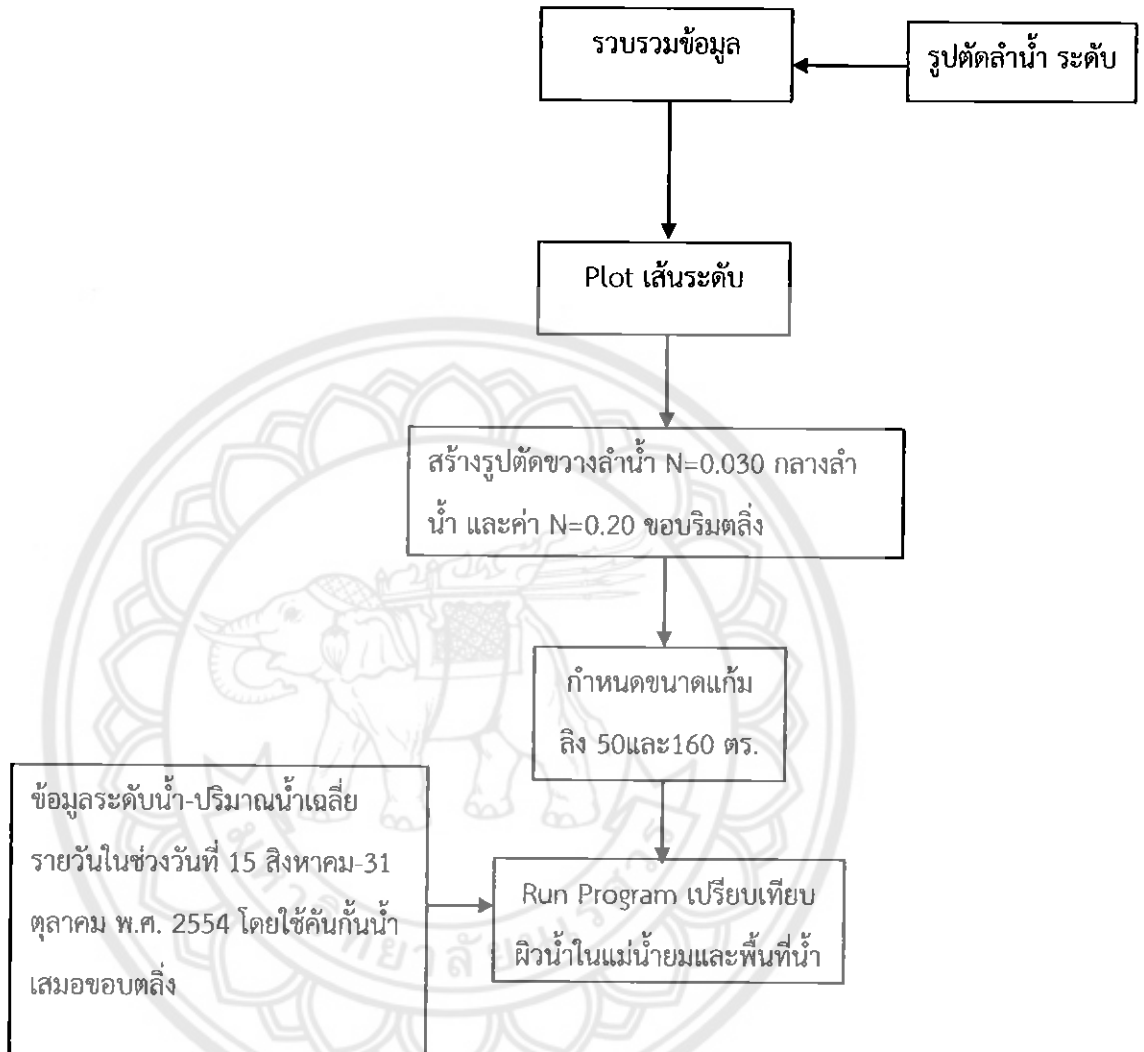 รวบรวมข้อมูล
รูปตัดลำน้ำ ระดับ
Plot เส้นระดับ
สร้างรูปตัดขวางลำน้ำ N=0.030 กลางลำ
น้ำ และค่า N=0.20 ขอบริมตลิ่ง
กำหนดขนาดแก้ม
ลิง 50และ160 ตร.
ข้อมูลระดับน้ำ-ปริมาณน้ำเฉลี่ย
รายวันในช่วงวันที่ 15 สิงหาคม-31
ตุลาคม พ.ศ. 2554 โดยใช้คันกั้นน้ำ
เสมอขอบตลิ่ง
Run Program เปรียบเทียบ
ผิวน้ำในแม่น้ำยมและพื้นที่น้ำ